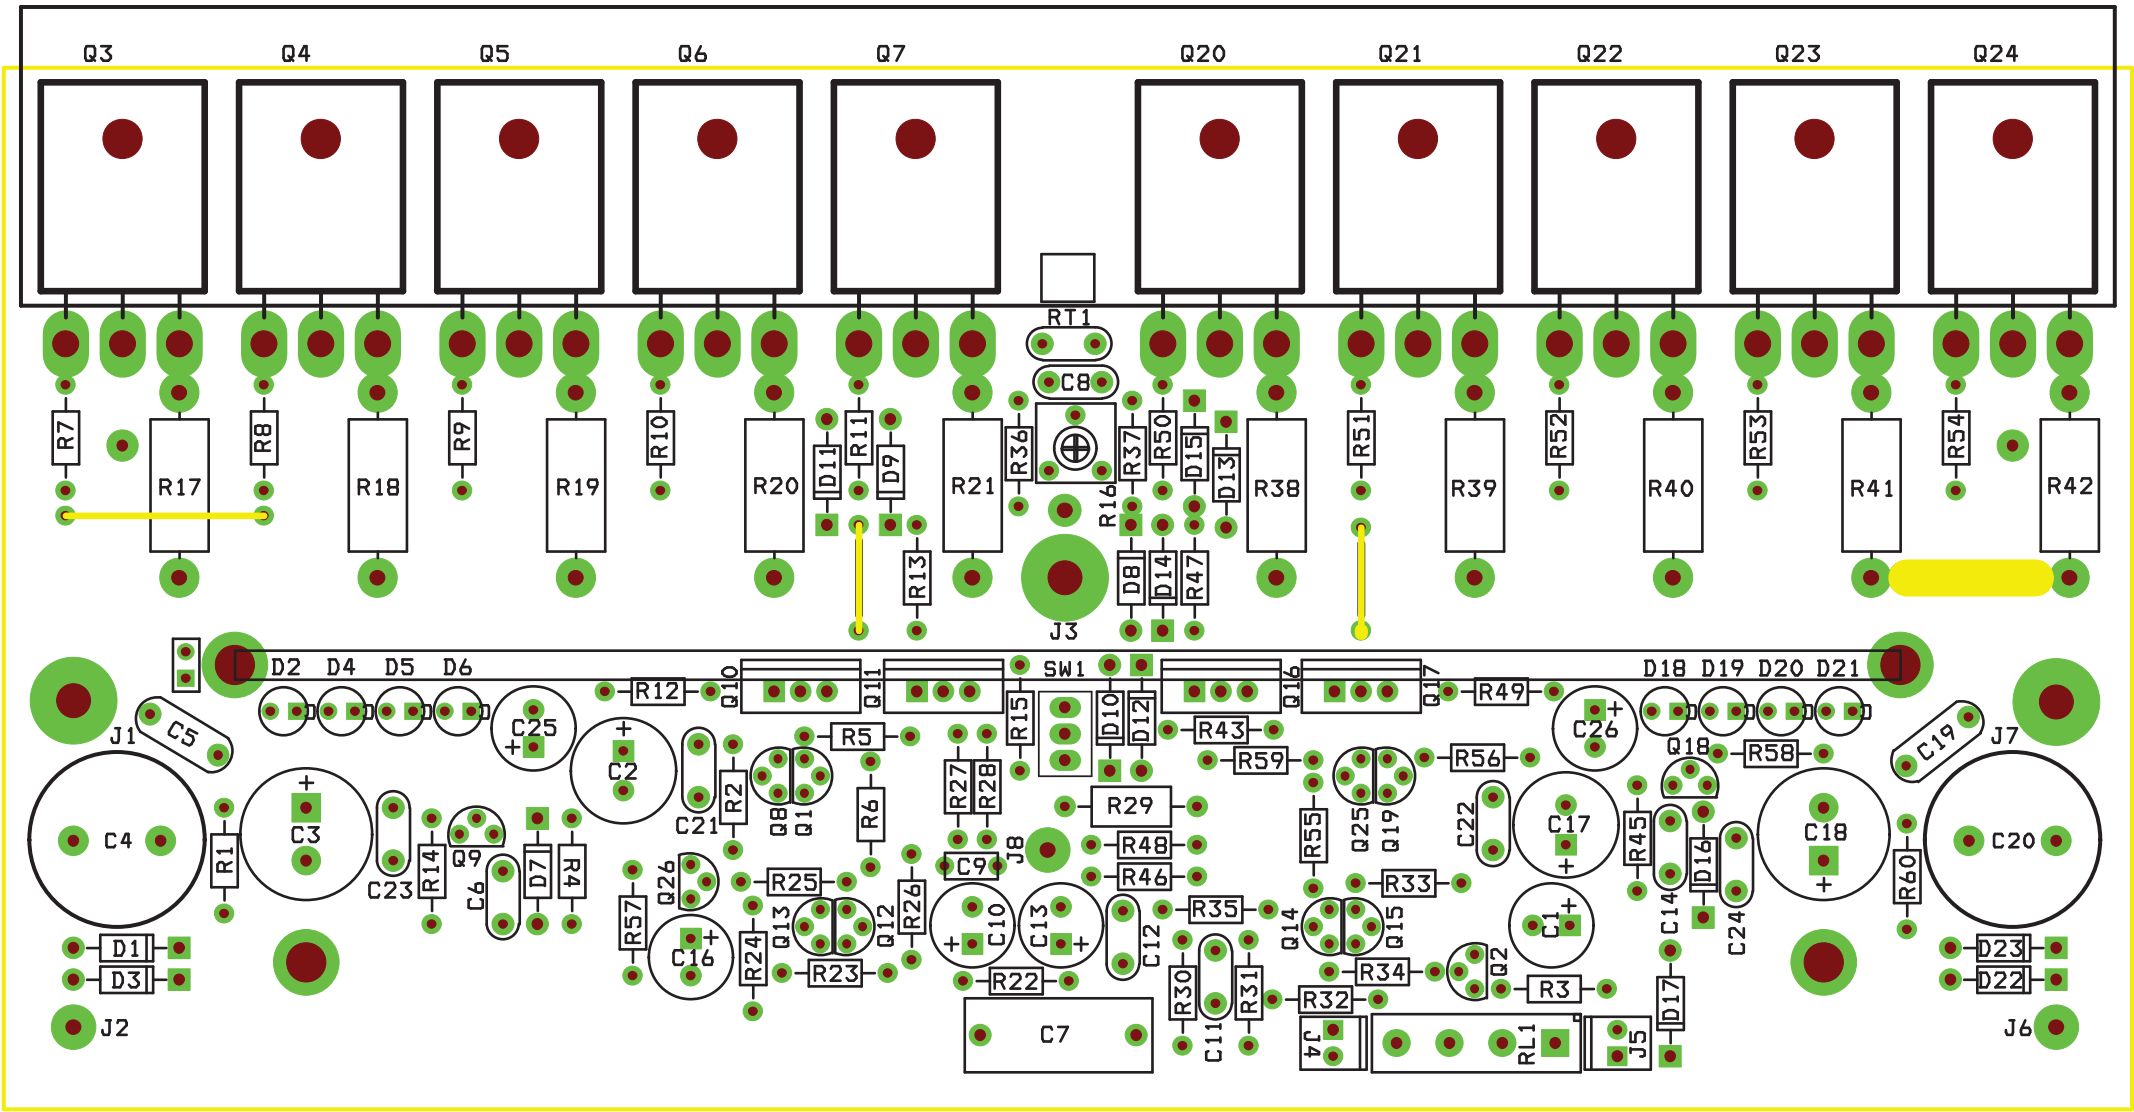 Q3 Q4 Q5 Q6 Q7 Q20 Q21 Q22 Q23 Q24
RT1
C8
R7 R8 R9 R10 D11 R11 D9 R36 R37 R50 D15 D13 R51 R52 R53 R54
R17 R18 R19 R20 R21 R16 R38 R39 R40 R41 R42
R13 D8 D14 R47
J3
D2 D4 D5 D6 Q10 Q11 SW1 Q16 Q17 D18 D19 D20 D21
R12 R15 D10 D12 R49
J1 C5 + C25 R5 R43 + C26 Q18 C19 J7
+ C2 R59 R56 R58
+ C3 C21 R2 Q8 Q1 R6 R27 R28 R29 R55 Q25 Q19 C22 C17 + R45 C18 +
C4 R1 C23 R14 Q9 C6 D7 R4 J8 R48 C14 D16 C24 R60 C20
R57 Q26 R25 R26 C9 R46 R33
+ C16 R24 Q13 Q12 + C10 C13 + C12 R35 Q14 Q15 C1 +
D1 R23 Q2 D23
D3 R22 R30 C11 R31 R34 R3 D17 D22
R32
J2 C7 J4 RL1 J5 J6